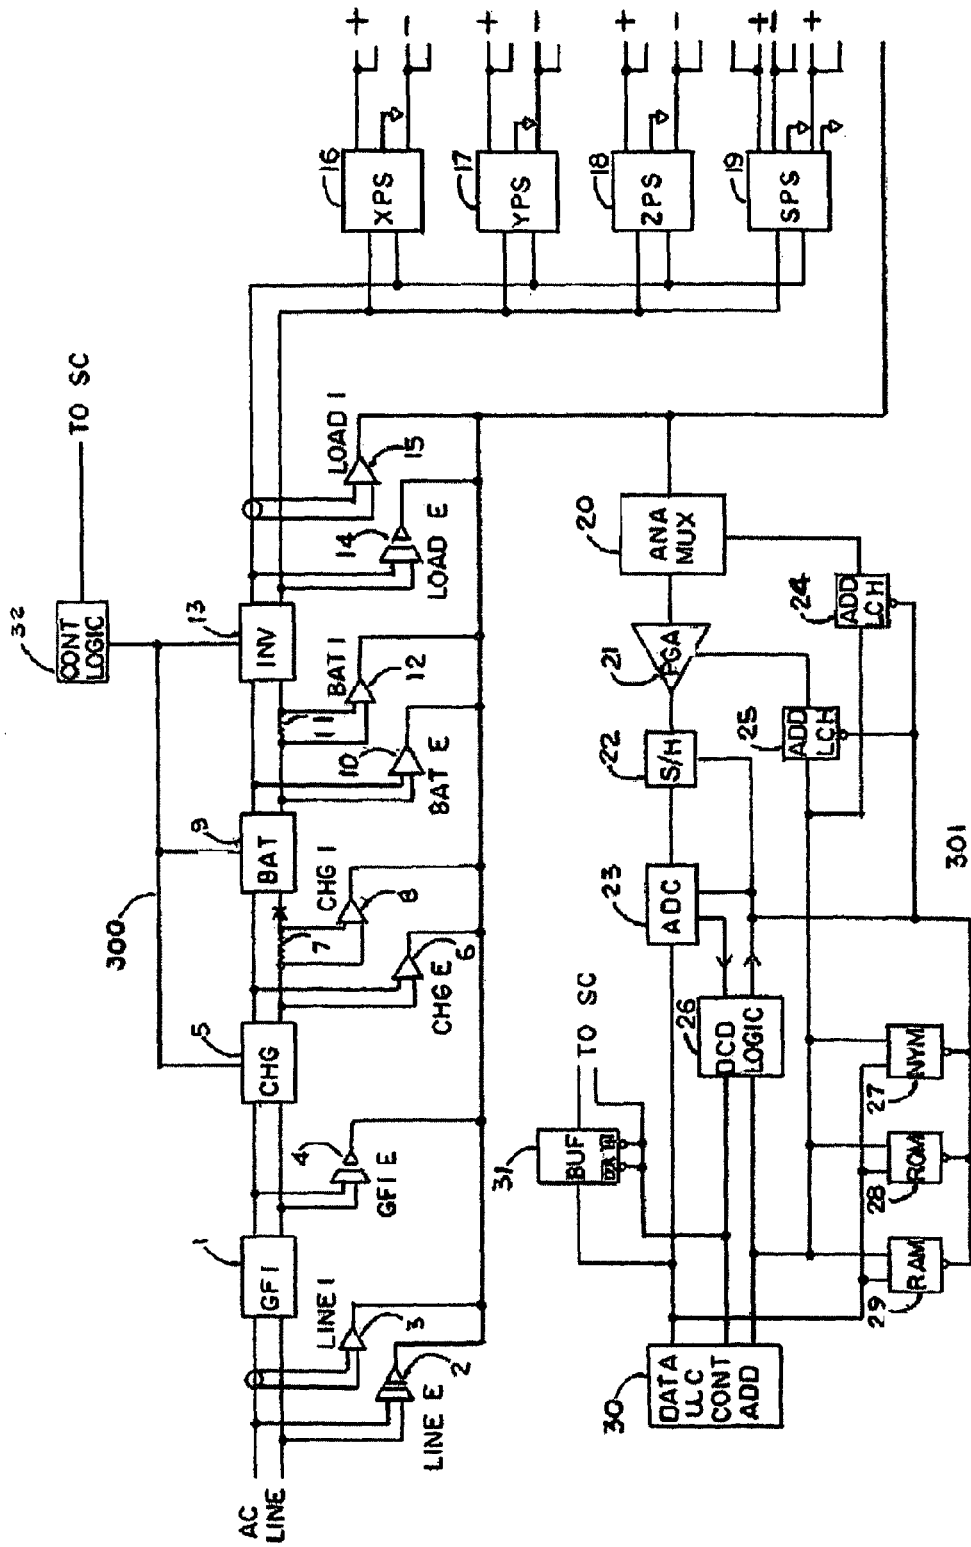 TO SC
32
CONT
LOGIC
300
AC
LINE
1
GFI
5
CHG
9
BAT
13
INV
LINE I
3
LINE E
2
4
GFI E
CHG I
7
8
6
CHG E
BAT I
11
12
10
BAT E
LOAD I
15
14
LOAD E
16
XPS
+
-
17
YPS
+
-
18
ZPS
+
-
19
SPS
±
-
+
20
ANA
MUX
21
PGA
22
S/H
23
ADC
24
ADD
LCH
25
ADD
LCH
TO SC
31
BUF
26
DCD
LOGIC
30
DATA
UC
CONT
ADD
27
NYM
28
ROM
29
RAM
301